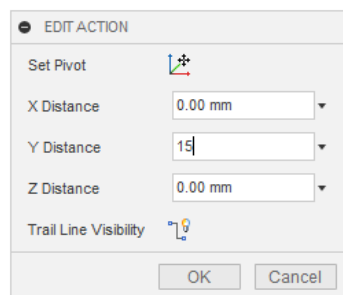 EDIT ACTION
Set Pivot
X Distance 0.00 mm
Y Distance 15
Z Distance 0.00 mm
Trail Line Visibility
OK Cancel